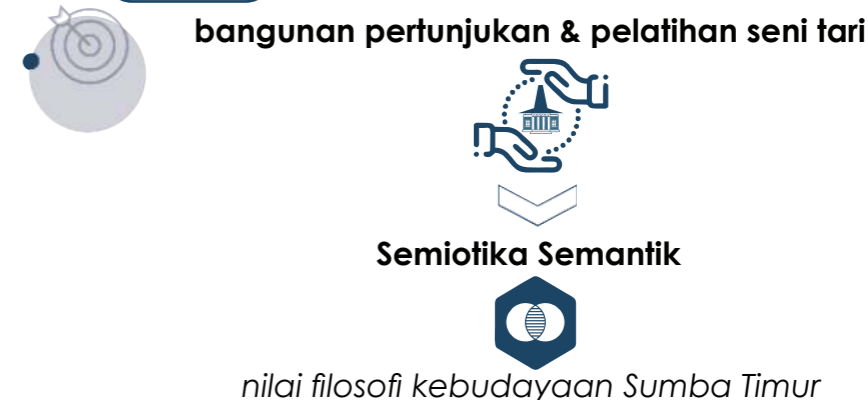 bangunan pertunjukan & pelatihan seni tari
Semiotika Semantik
nilai filosofi kebudayaan Sumba Timur